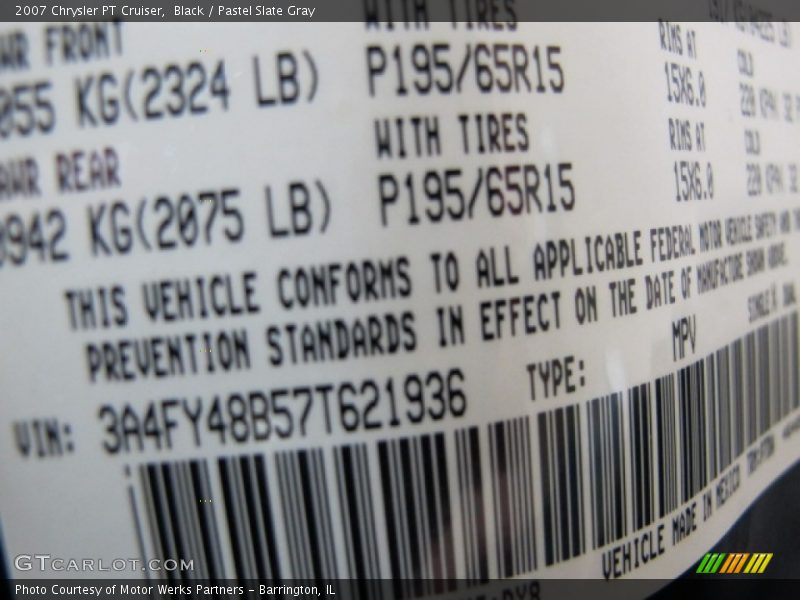 2007 Chrysler PT Cruiser, Black / Pastel Slate Gray
WITH TIRES
FRONT
RIMS AT
COLD
055 KG(2324 LB) P195/65R15 15X6.0
WITH TIRES RIMS AT COLD
REAR
0942 KG(2075 LB) P195/65R15 15X6.0
THIS VEHICLE CONFORMS TO ALL APPLICABLE FEDERAL MOTOR VEHICLE SAFETY AND
PREVENTION STANDARDS IN EFFECT ON THE DATE OF MANUFACTURE SHOWN ABOVE.
VIN: 3A4FY48B57T621936 TYPE: MPV
VEHICLE MADE IN MEXICO
GTCARLOT.COM
Photo Courtesy of Motor Werks Partners - Barrington, IL